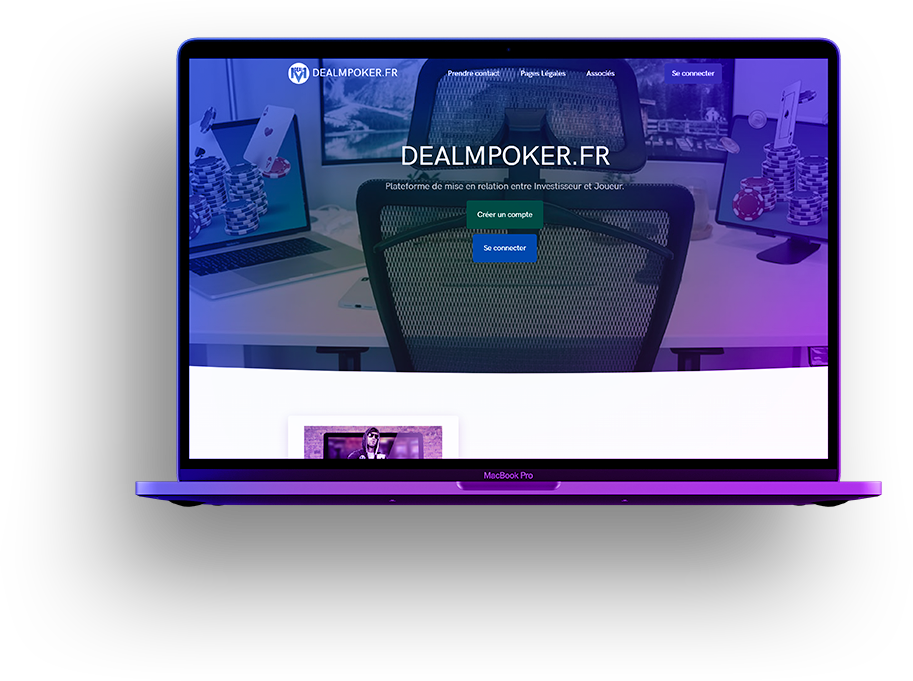 DEALMPOKER.FR
Prendre contact
Pages Légales
Associés
Se connecter
DEALMPOKER.FR
Plateforme de mise en relation entre Investisseur et Joueur.
Créer un compte
Se connecter
MacBook Pro